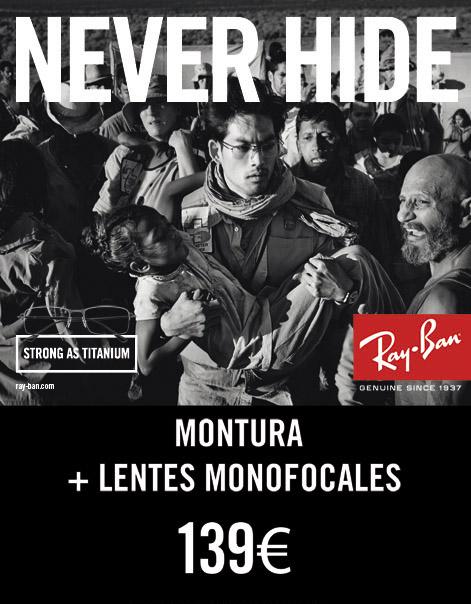 NEVER HIDE
STRONG AS TITANIUM
ray-ban.com
Ray-Ban
GENUINE SINCE 1937
MONTURA
+ LENTES MONOFOCALES
139€